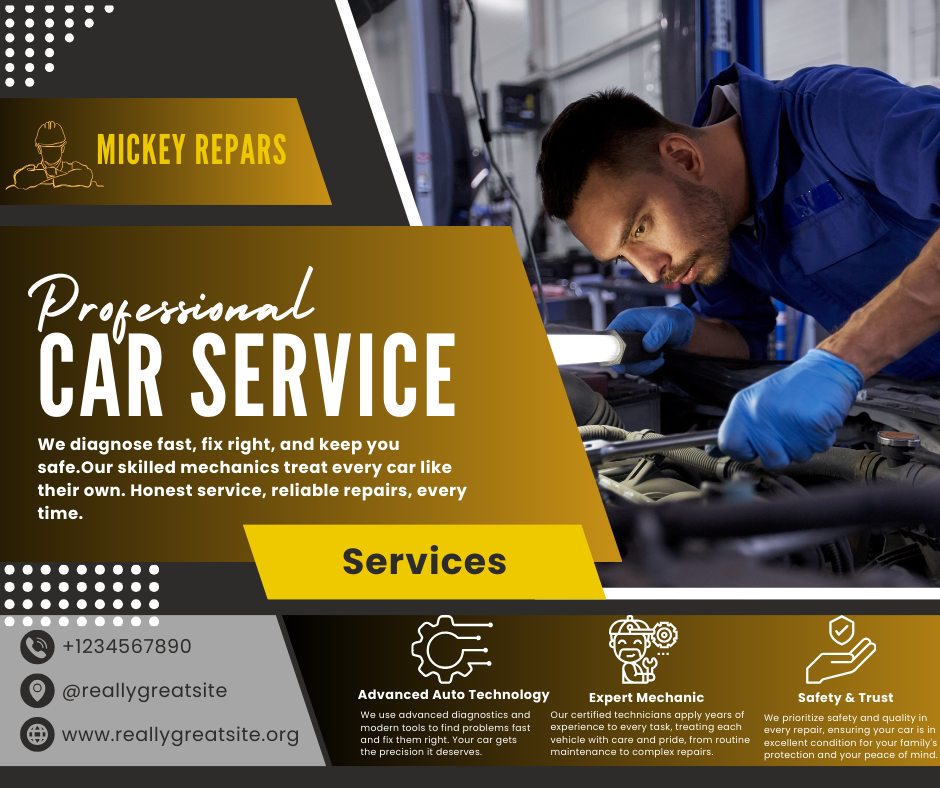 MICKEY REPARS
Professional
CAR SERVICE
We diagnose fast, fix right, and keep you
safe.Our skilled mechanics treat every car like
their own. Honest service, reliable repairs, every
time.
Services
+1234567890
@reallygreatsite
www.reallygreatsite.org
Advanced Auto Technology
We use advanced diagnostics and
modern tools to find problems fast
and fix them right. Your car gets
the precision it deserves.
Expert Mechanic
Our certified technicians apply years of
experience to every task, treating each
vehicle with care and pride, from routine
maintenance to complex repairs.
Safety & Trust
We prioritize safety and quality in
every repair, ensuring your car is in
excellent condition for your family's
protection and your peace of mind.